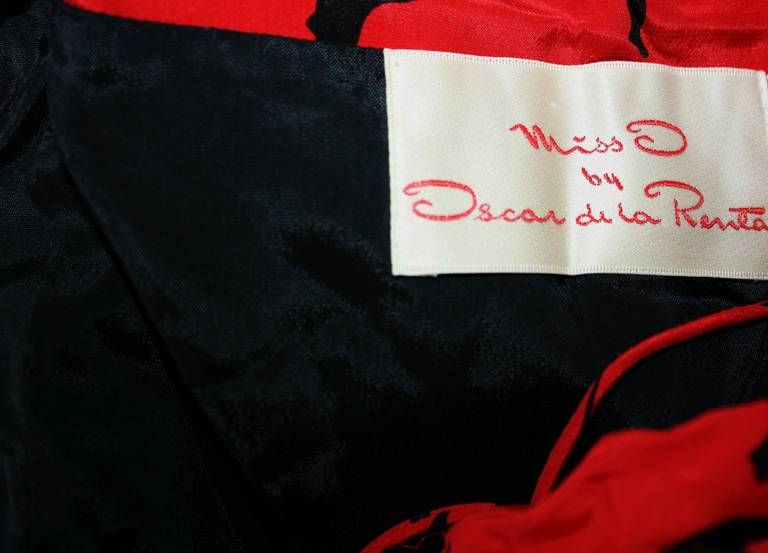 Miss O
by
Oscar de la Renta